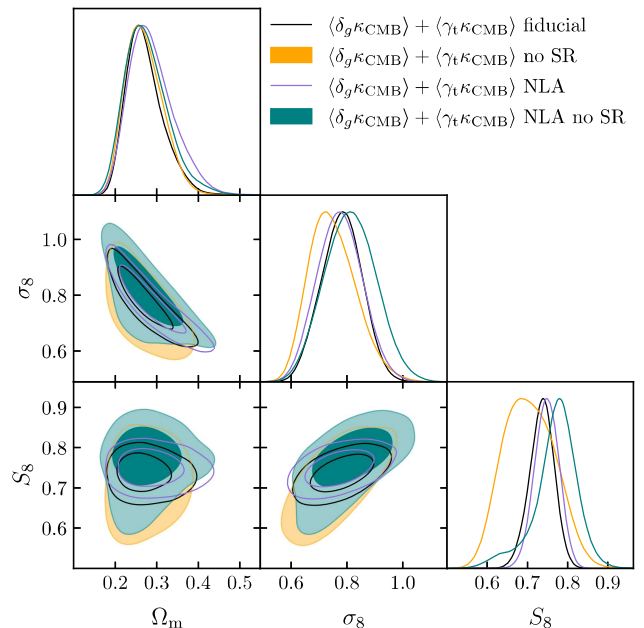 ⟨δ_g κ_CMB⟩ + ⟨γ_t κ_CMB⟩ fiducial
⟨δ_g κ_CMB⟩ + ⟨γ_t κ_CMB⟩ no SR
⟨δ_g κ_CMB⟩ + ⟨γ_t κ_CMB⟩ NLA
⟨δ_g κ_CMB⟩ + ⟨γ_t κ_CMB⟩ NLA no SR
1.0
0.8
0.6
σ_8
0.9
0.8
0.7
0.6
S_8
0.2 0.3 0.4 0.5
0.6 0.8 1.0
0.6 0.7 0.8 0.9
Ω_m
σ_8
S_8